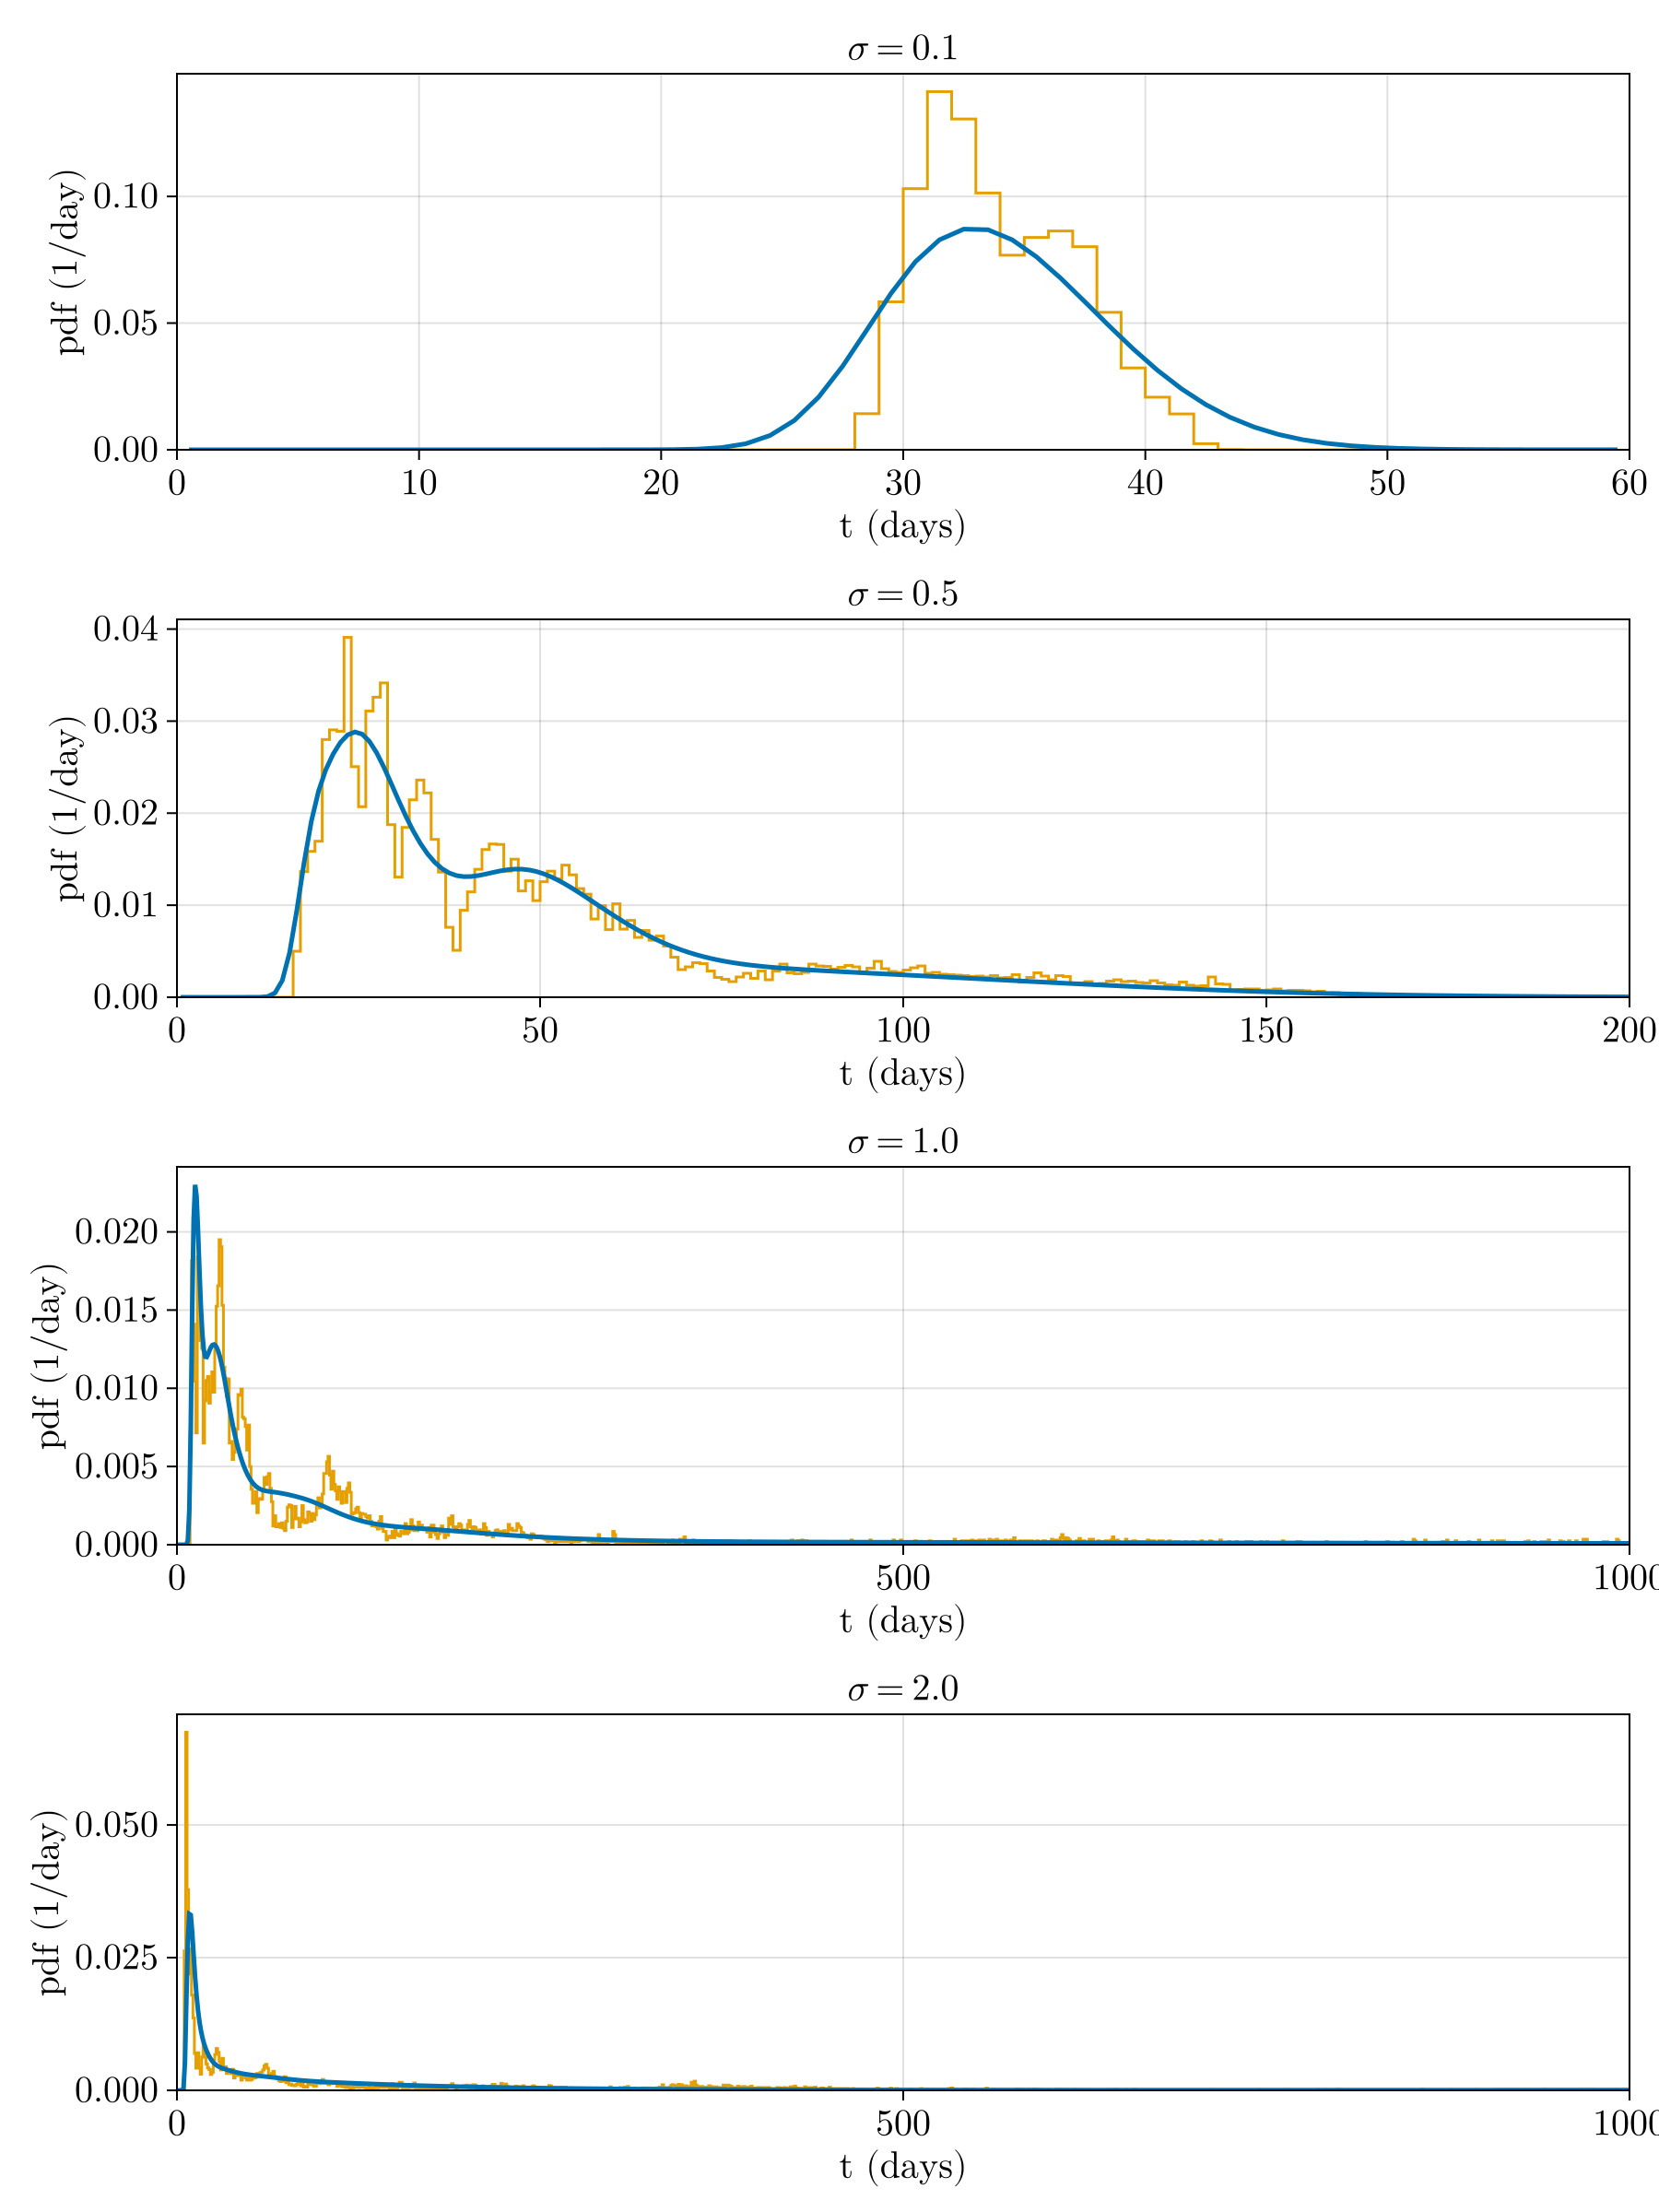 σ = 0.1
pdf (1/day)
0.10
0.05
0.00
0 10 20 30 40 50 60
t (days)
σ = 0.5
pdf (1/day)
0.04
0.03
0.02
0.01
0.00
0 50 100 150 200
t (days)
σ = 1.0
pdf (1/day)
0.020
0.015
0.010
0.005
0.000
0 500 1000
t (days)
σ = 2.0
pdf (1/day)
0.050
0.025
0.000
0 500 1000
t (days)